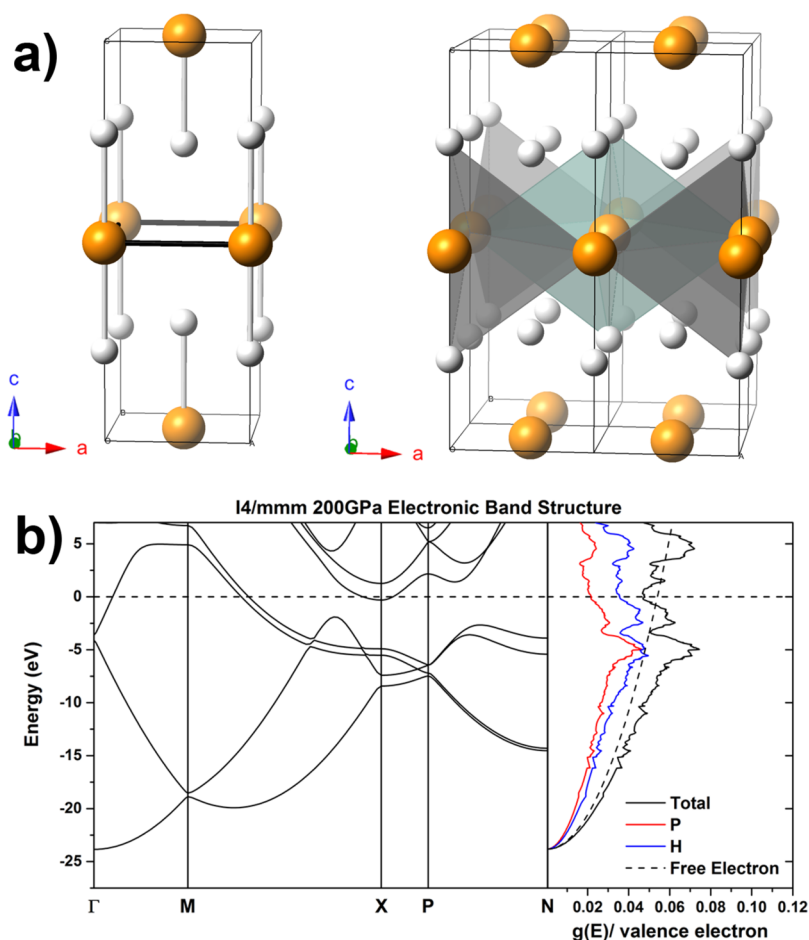 a)
c
a
c
a
b)
I4/mmm 200GPa Electronic Band Structure
Energy (eV)
5
0
-5
-10
-15
-20
-25
Γ M X P N
Total
P
H
Free Electron
0.02 0.04 0.06 0.08 0.10 0.12
g(E)/ valence electron